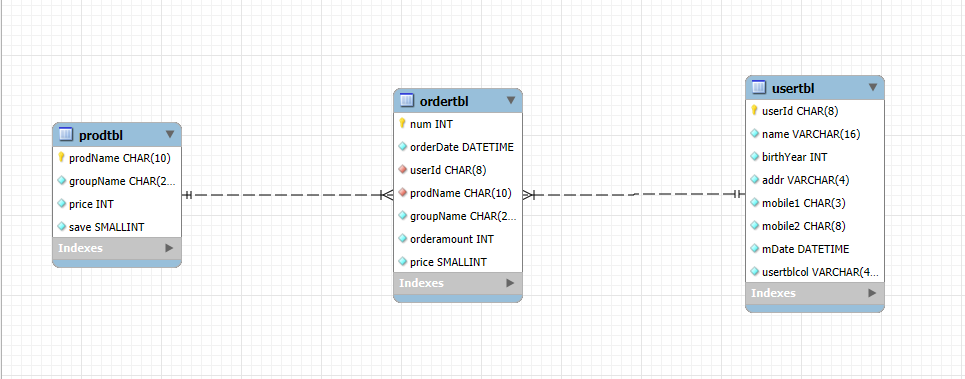 prodtbl
prodName CHAR(10)
groupName CHAR(2...
price INT
save SMALLINT
Indexes
ordertbl
num INT
orderDate DATETIME
userId CHAR(8)
prodName CHAR(10)
groupName CHAR(2...
orderamount INT
price SMALLINT
Indexes
usertbl
userId CHAR(8)
name VARCHAR(16)
birthYear INT
addr VARCHAR(4)
mobile1 CHAR(3)
mobile2 CHAR(8)
mDate DATETIME
usertblcol VARCHAR(4...
Indexes